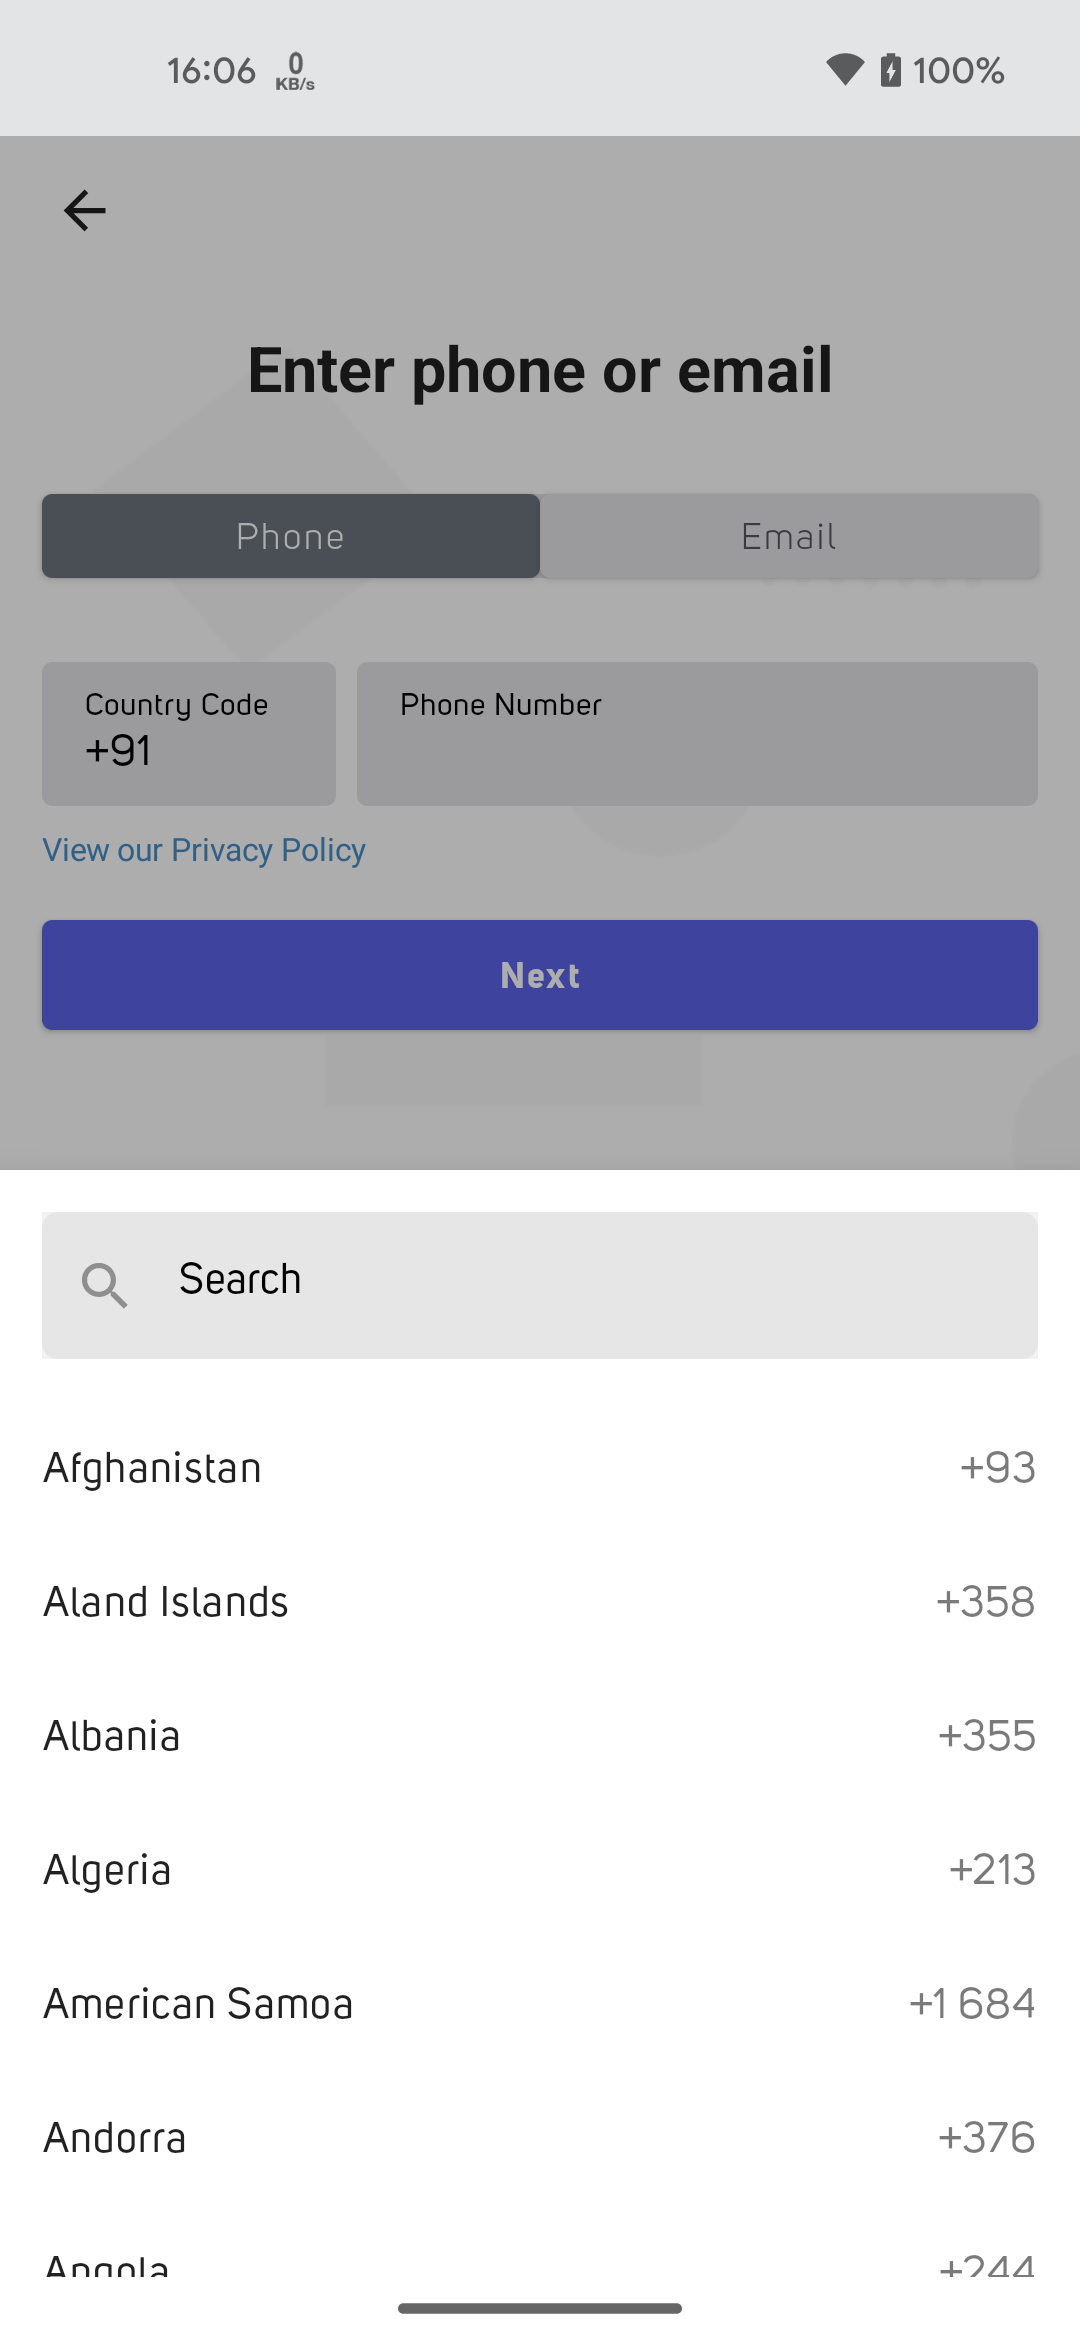 16:06 0 KB/s 100%
Enter phone or email
Phone Email
Country Code Phone Number
+91
View our Privacy Policy
Next
Search
Afghanistan +93
Aland Islands +358
Albania +355
Algeria +213
American Samoa +1 684
Andorra +376
Angola +244